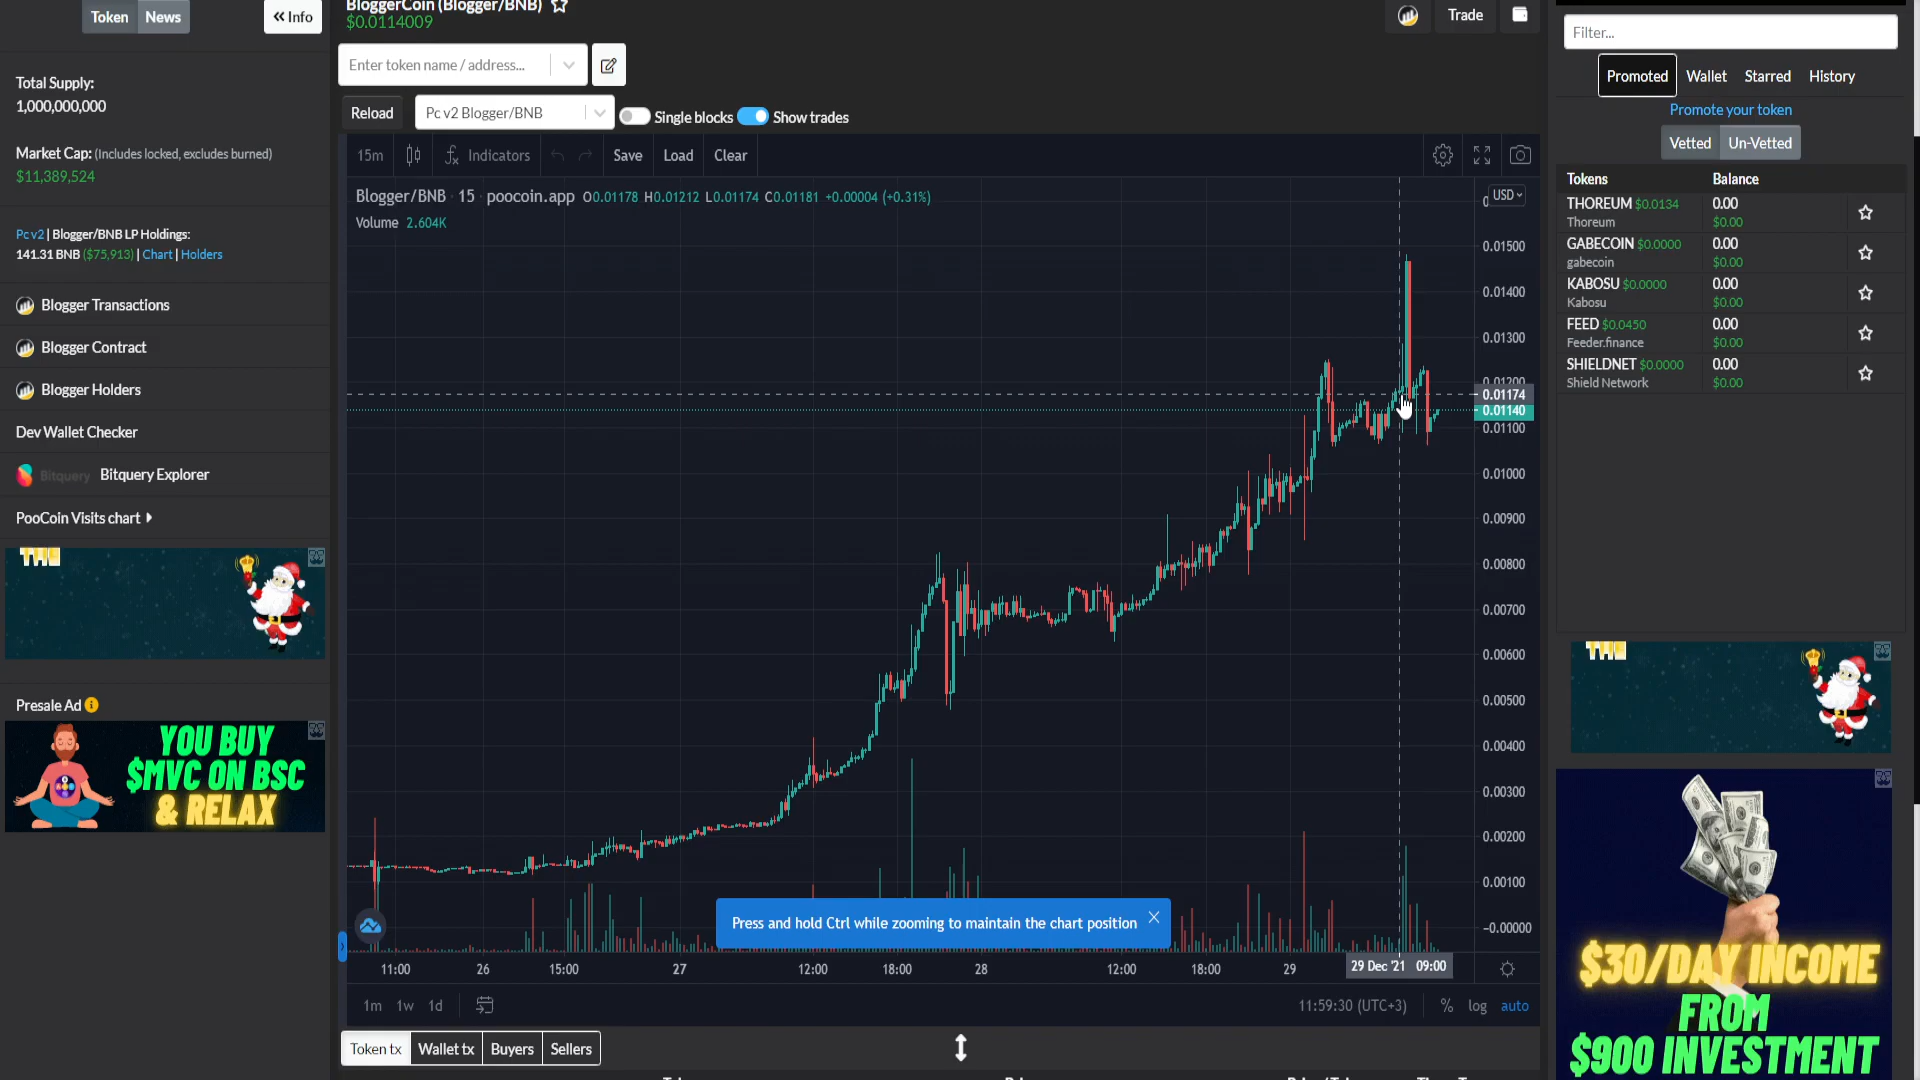 Token News
« Info
Total Supply:
1,000,000,000
Market Cap: (Includes locked, excludes burned)
$11,389,524
Pc v2 | Blogger/BNB LP Holdings:
141.31 BNB ($75,913) | Chart | Holders
Blogger Transactions
Blogger Contract
Blogger Holders
Dev Wallet Checker
Bitquery Bitquery Explorer
PooCoin Visits chart
THE
Presale Ad
YOU BUY
$MVC ON BSC
& RELAX
BloggerCoin (Blogger/BNB)
$0.0114009
Trade
Enter token name / address...
Reload
Pc v2 Blogger/BNB
Single blocks
Show trades
15m
Indicators
Save
Load
Clear
Blogger/BNB · 15 · poocoin.app O0.01178 H0.01212 L0.01174 C0.01181 +0.00004 (+0.31%)
Volume 2.604K
USD
0.01500
0.01400
0.01300
0.01200
0.01174
0.01140
0.01100
0.01000
0.00900
0.00800
0.00700
0.00600
0.00500
0.00400
0.00300
0.00200
0.00100
-0.00000
Press and hold Ctrl while zooming to maintain the chart position
11:00 26 15:00 27 12:00 18:00 28 12:00 18:00 29 29 Dec '21 09:00
1m 1w 1d
11:59:30 (UTC+3) % log auto
Token tx Wallet tx Buyers Sellers
Filter...
Promoted Wallet Starred History
Promote your token
Vetted Un-Vetted
Tokens Balance
THOREUM $0.0134 0.00
Thoreum $0.00
GABECOIN $0.0000 0.00
gabecoin $0.00
KABOSU $0.0000 0.00
Kabosu $0.00
FEED $0.0450 0.00
Feeder.finance $0.00
SHIELDNET $0.0000 0.00
Shield Network $0.00
THE
$30/DAY INCOME
FROM
$900 INVESTMENT